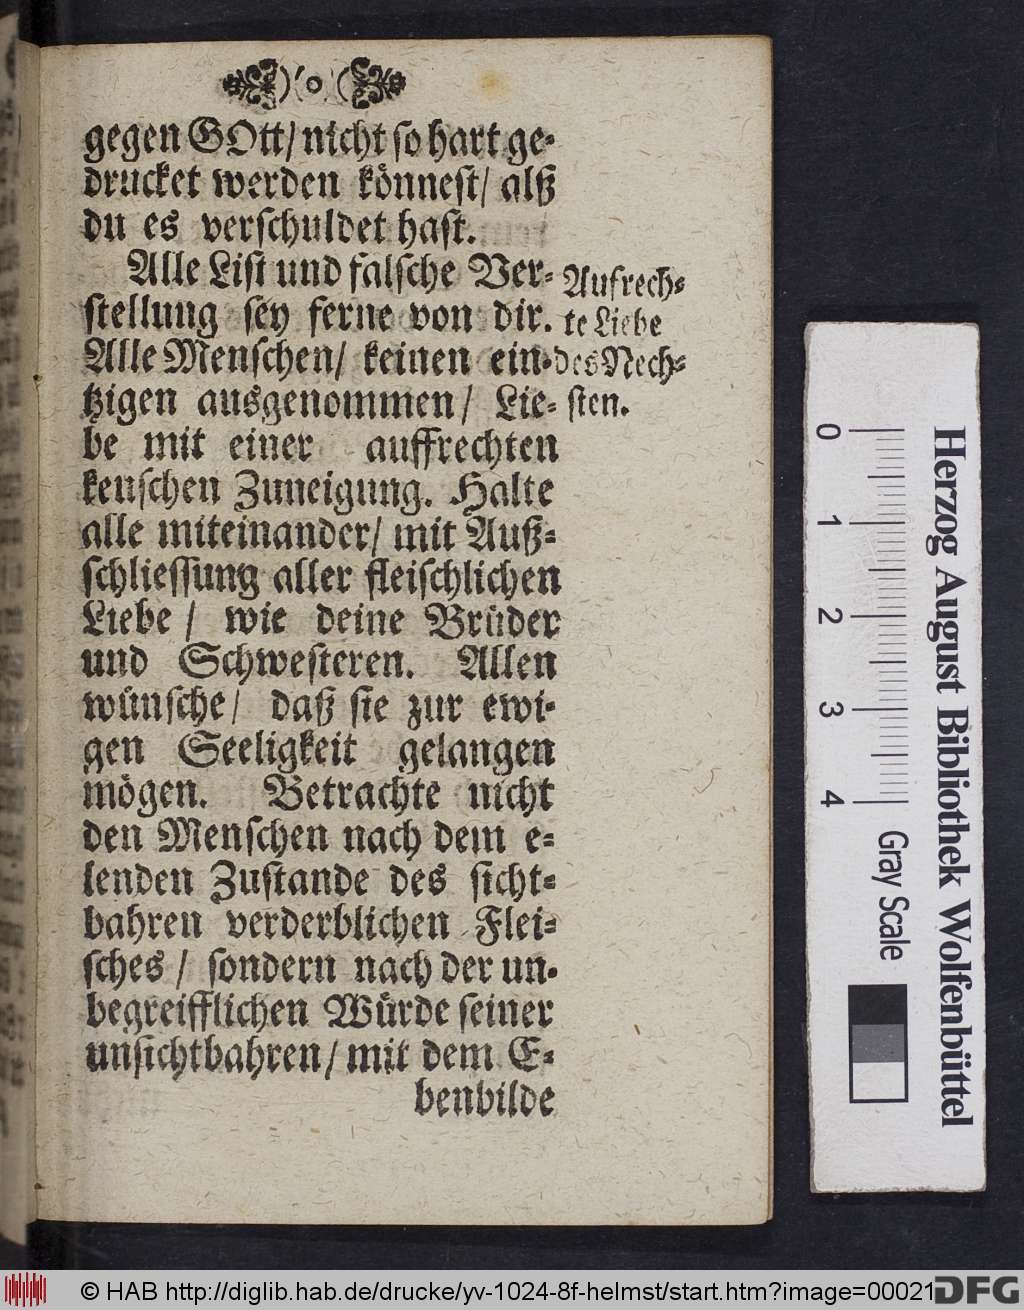 gegen GOtt/ nicht so hart ge-
drucket werden könnest/ alß
du es verschuldet hast.
Alle List und falsche Ver-
stellung sey ferne von dir.
Alle Menschen/ keinen ein-
tzigen ausgenommen/ Lie-
be mit einer auffrechten
keuschen Zuneigung. Halte
alle miteinander/ mit Auß-
schliessung aller fleischlichen
Liebe/ wie deine Brüder
und Schwesteren. Allen
wünsche/ daß sie zur ewi-
gen Seeligkeit gelangen
mögen. Betrachte nicht
den Menschen nach dem e-
lenden Zustande des sicht-
bahren verderblichen Flei-
sches/ sondern nach der un-
begreifflichen Würde seiner
unsichtbahren/ mit dem E-
benbilde
Aufrech-
te Liebe
des Nech-
sten.
0 1 2 3 4
Gray Scale
Herzog August Bibliothek Wolfenbüttel
© HAB http://diglib.hab.de/drucke/yv-1024-8f-helmst/start.htm?image=00021
DFG